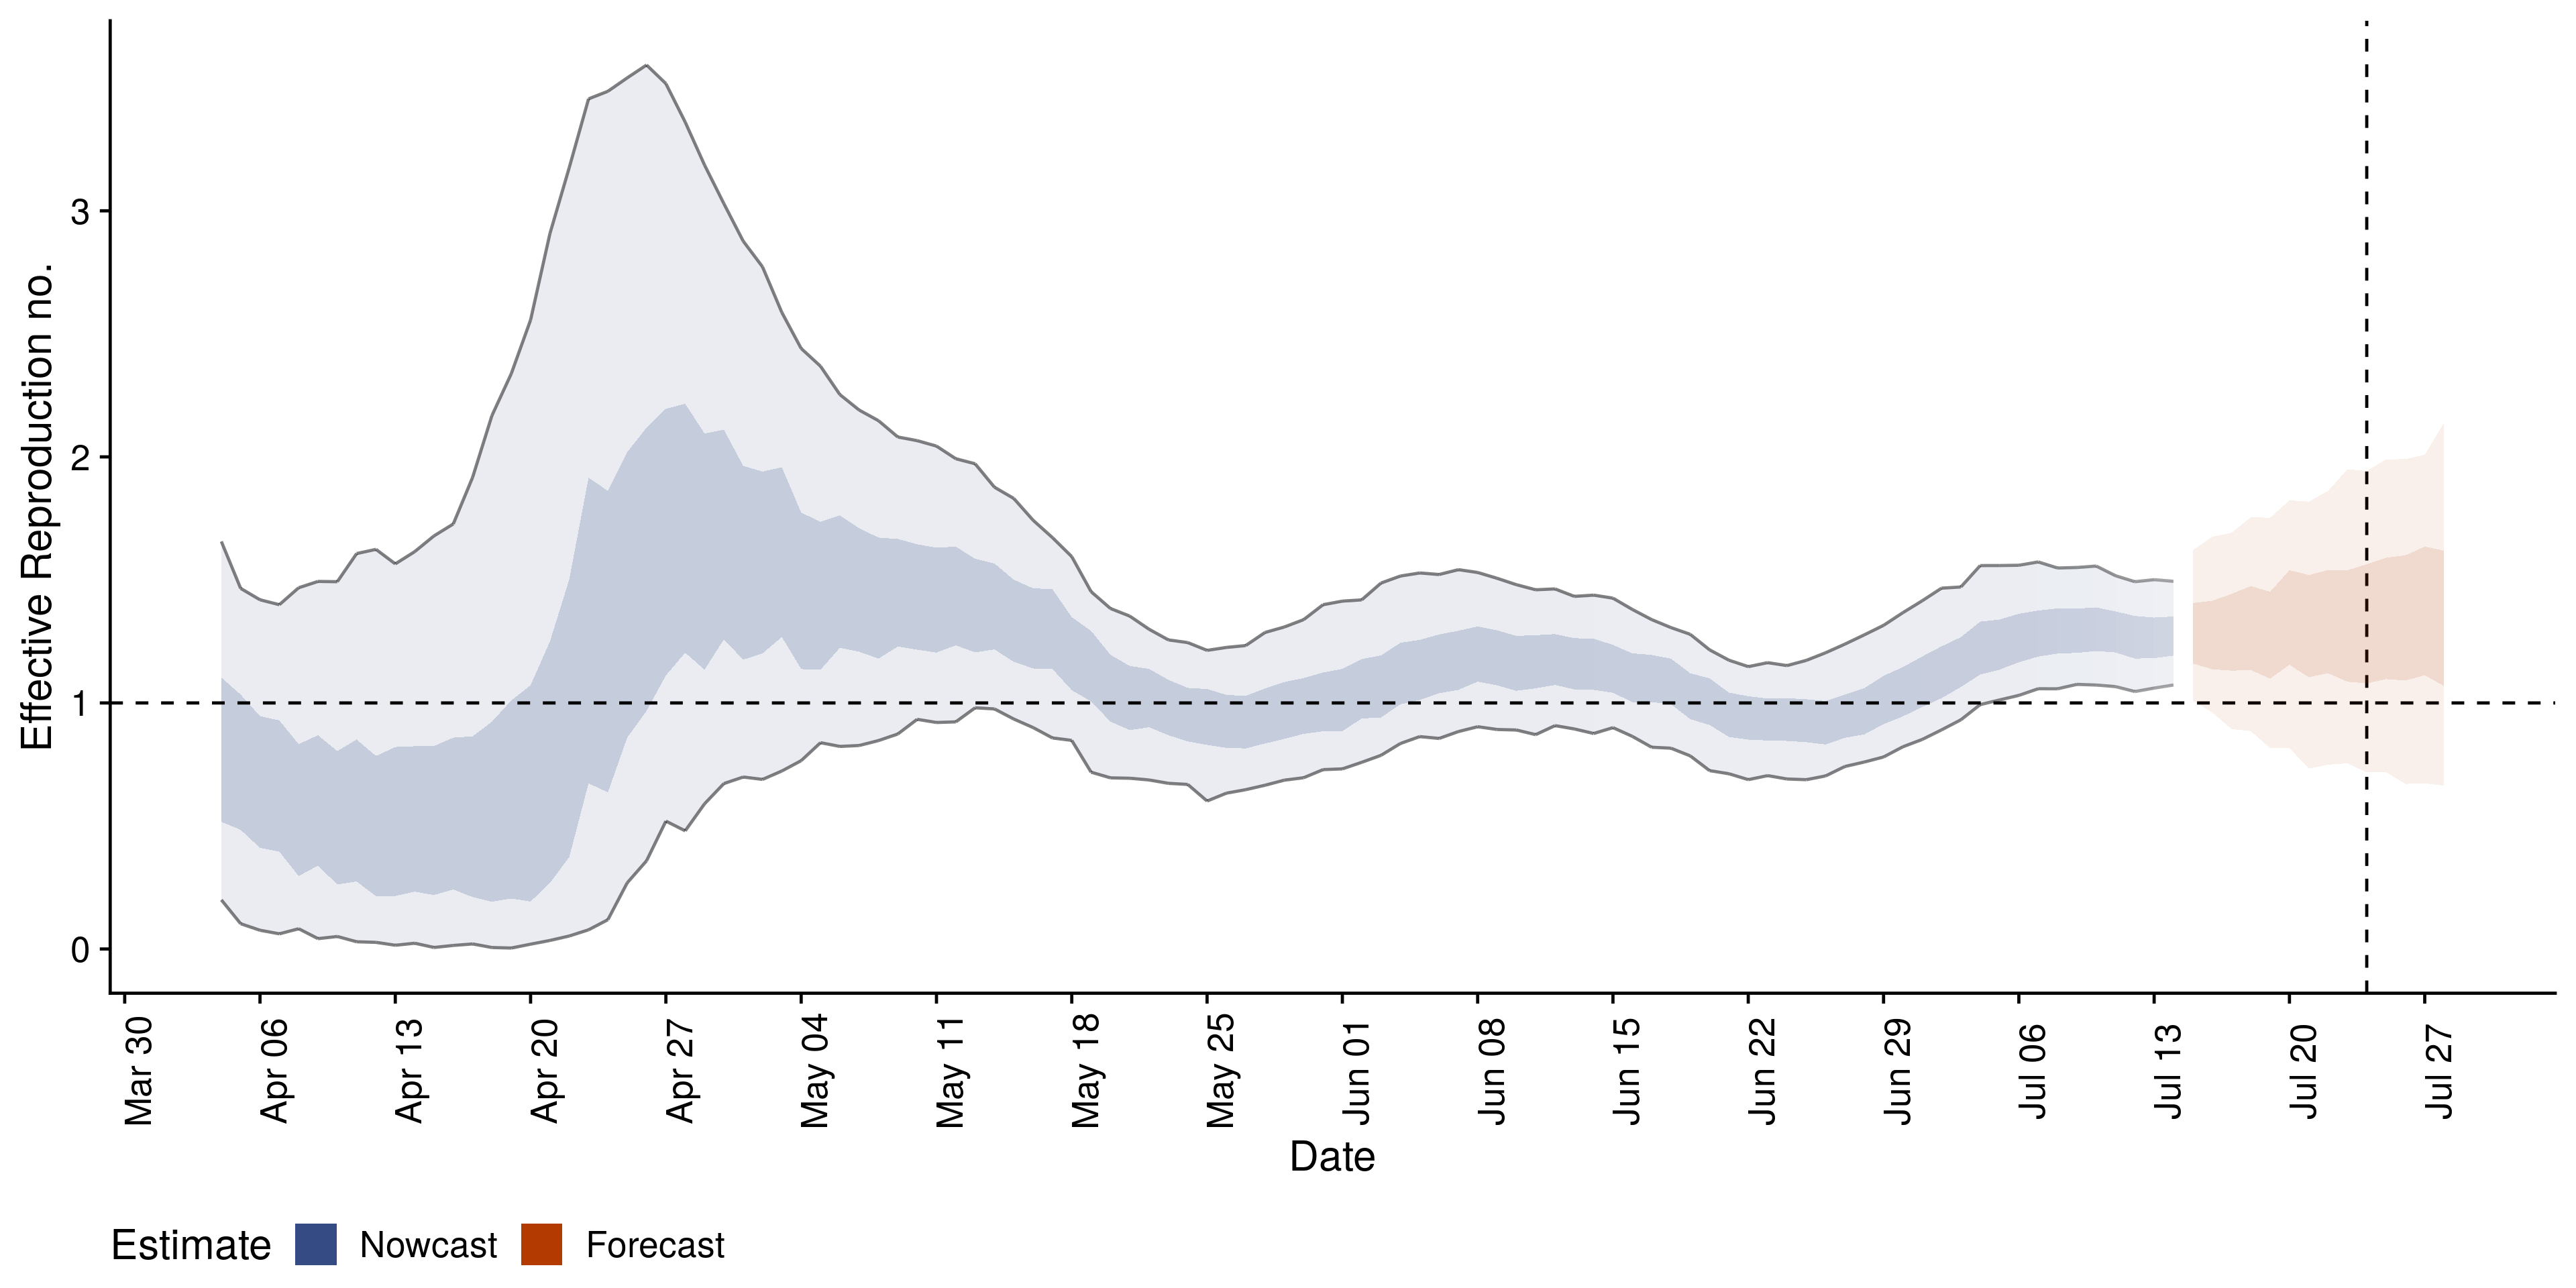 Effective Reproduction no.
3
2
1
0
Mar 30
Apr 06
Apr 13
Apr 20
Apr 27
May 04
May 11
May 18
May 25
Jun 01
Jun 08
Jun 15
Jun 22
Jun 29
Jul 06
Jul 13
Jul 20
Jul 27
Date
Estimate Nowcast Forecast